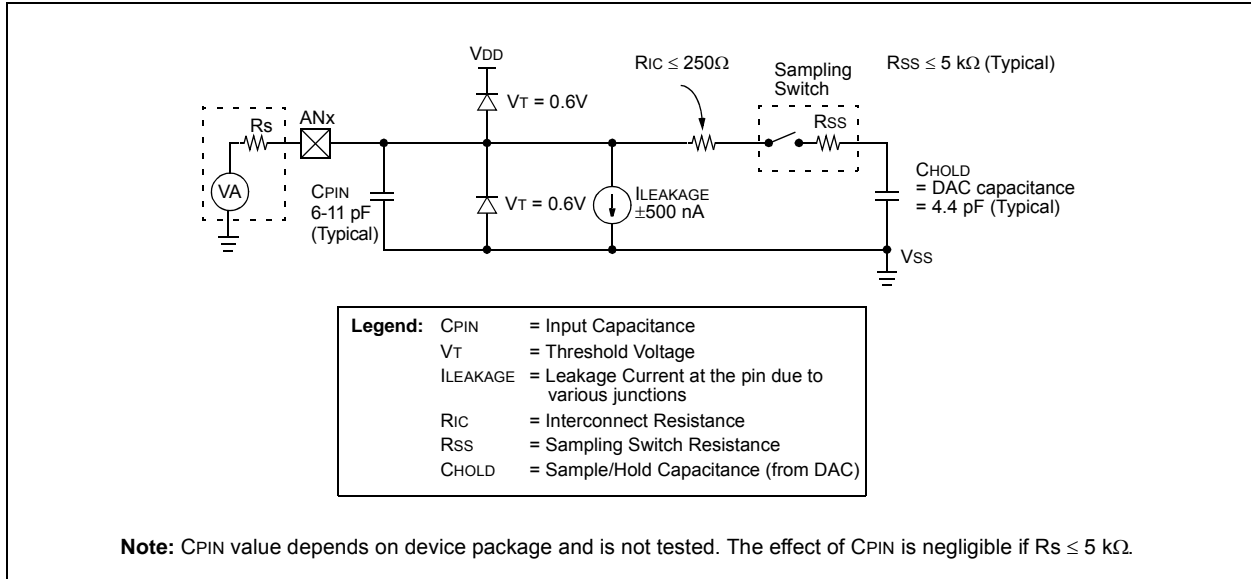 VDD
RIC ≤ 250Ω
Sampling
Switch
RSS ≤ 5 kΩ (Typical)
VT = 0.6V
Rs
ANx
RSS
VA
CPIN
6-11 pF
(Typical)
VT = 0.6V
ILEAKAGE
±500 nA
CHOLD
= DAC capacitance
= 4.4 pF (Typical)
VSS
Legend: CPIN = Input Capacitance
VT = Threshold Voltage
ILEAKAGE = Leakage Current at the pin due to
various junctions
RIC = Interconnect Resistance
RSS = Sampling Switch Resistance
CHOLD = Sample/Hold Capacitance (from DAC)
Note: CPIN value depends on device package and is not tested. The effect of CPIN is negligible if Rs ≤ 5 kΩ.